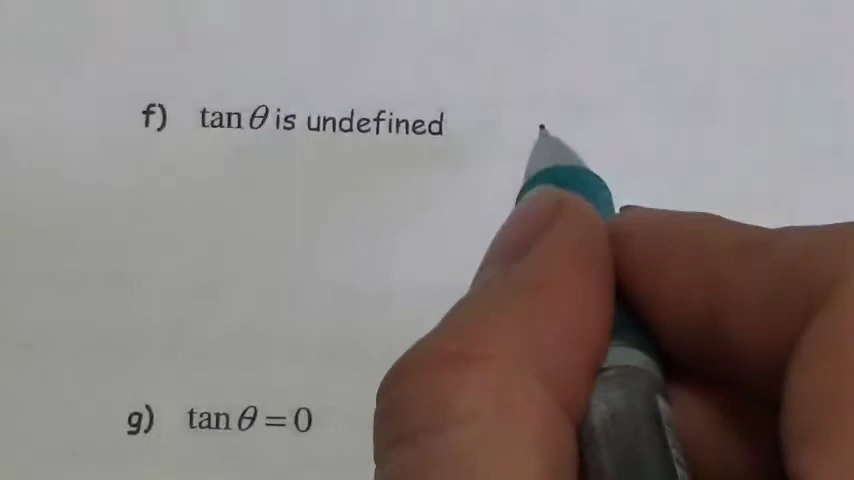 f) tan θ is undefined
g) tan θ = 0